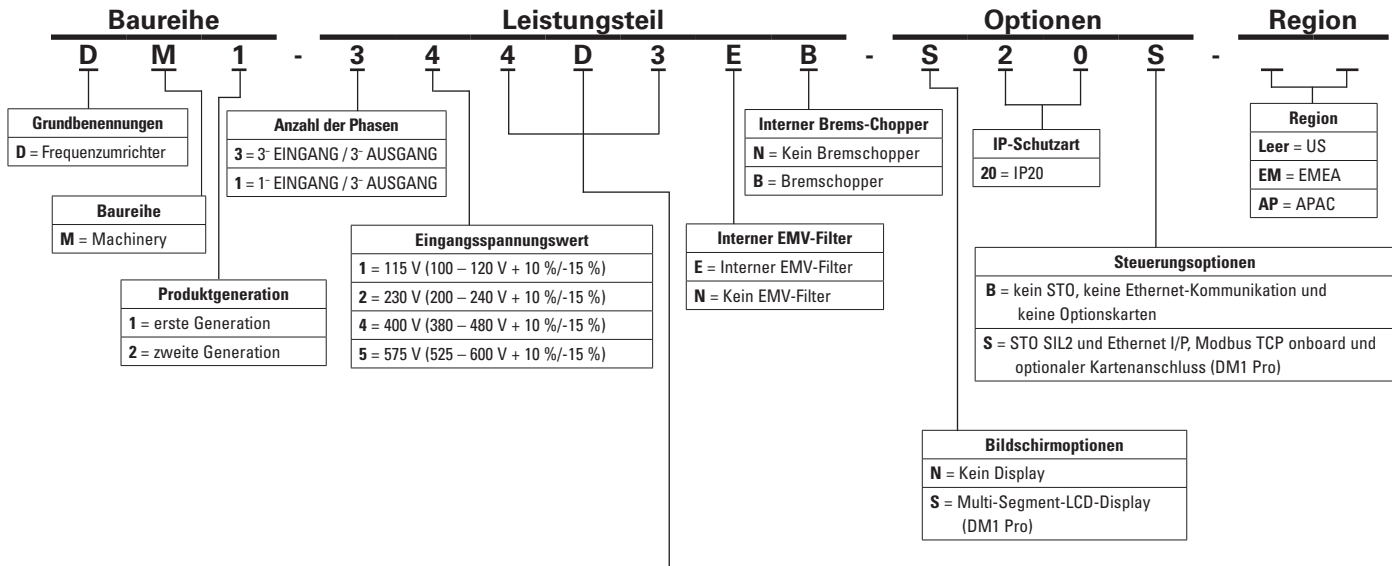 Baureihe Leistungsteil Optionen Region
D M 1 - 3 4 4 D 3 E B - S 2 0 S -
Grundbenennungen
D = Frequenzumrichter
Baureihe
M = Machinery
Produktgeneration
1 = erste Generation
2 = zweite Generation
Anzahl der Phasen
3 = 3~ EINGANG / 3~ AUSGANG
1 = 1~ EINGANG / 3~ AUSGANG
Eingangsspannungswert
1 = 115 V (100 – 120 V + 10 %/-15 %)
2 = 230 V (200 – 240 V + 10 %/-15 %)
4 = 400 V (380 – 480 V + 10 %/-15 %)
5 = 575 V (525 – 600 V + 10 %/-15 %)
Interner Brems-Chopper
N = Kein Bremschopper
B = Bremschopper
Interner EMV-Filter
E = Interner EMV-Filter
N = Kein EMV-Filter
IP-Schutzart
20 = IP20
Region
Leer = US
EM = EMEA
AP = APAC
Steuerungsoptionen
B = kein STO, keine Ethernet-Kommunikation und
keine Optionskarten
S = STO SIL2 und Ethernet I/P, Modbus TCP onboard und
optionaler Kartenanschluss (DM1 Pro)
Bildschirmoptionen
N = Kein Display
S = Multi-Segment-LCD-Display
(DM1 Pro)